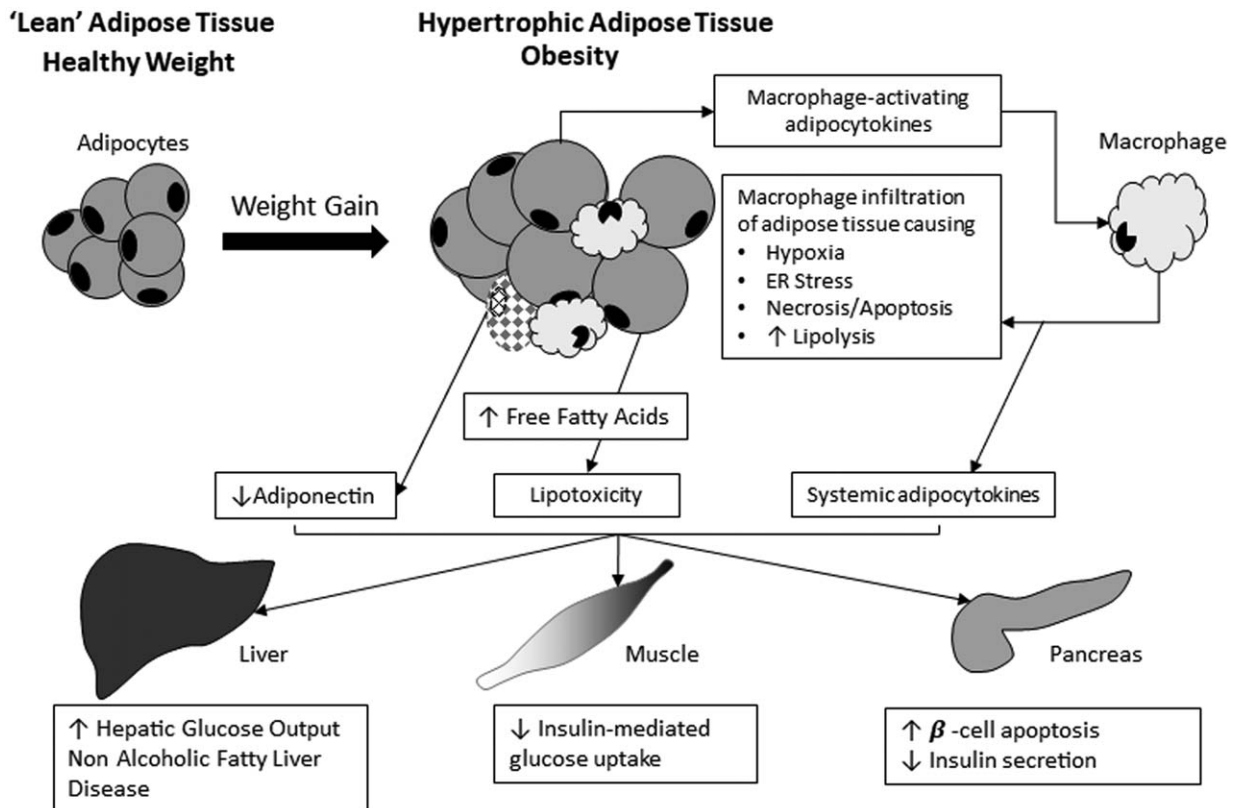 'Lean' Adipose Tissue
Healthy Weight
Hypertrophic Adipose Tissue
Obesity
Adipocytes
Weight Gain
Macrophage-activating
adipocytokines
Macrophage
Macrophage infiltration
of adipose tissue causing
• Hypoxia
• ER Stress
• Necrosis/Apoptosis
• ↑ Lipolysis
↑ Free Fatty Acids
↓Adiponectin
Lipotoxicity
Systemic adipocytokines
Liver
Muscle
Pancreas
↑ Hepatic Glucose Output
Non Alcoholic Fatty Liver
Disease
↓ Insulin-mediated
glucose uptake
↑ β -cell apoptosis
↓ Insulin secretion